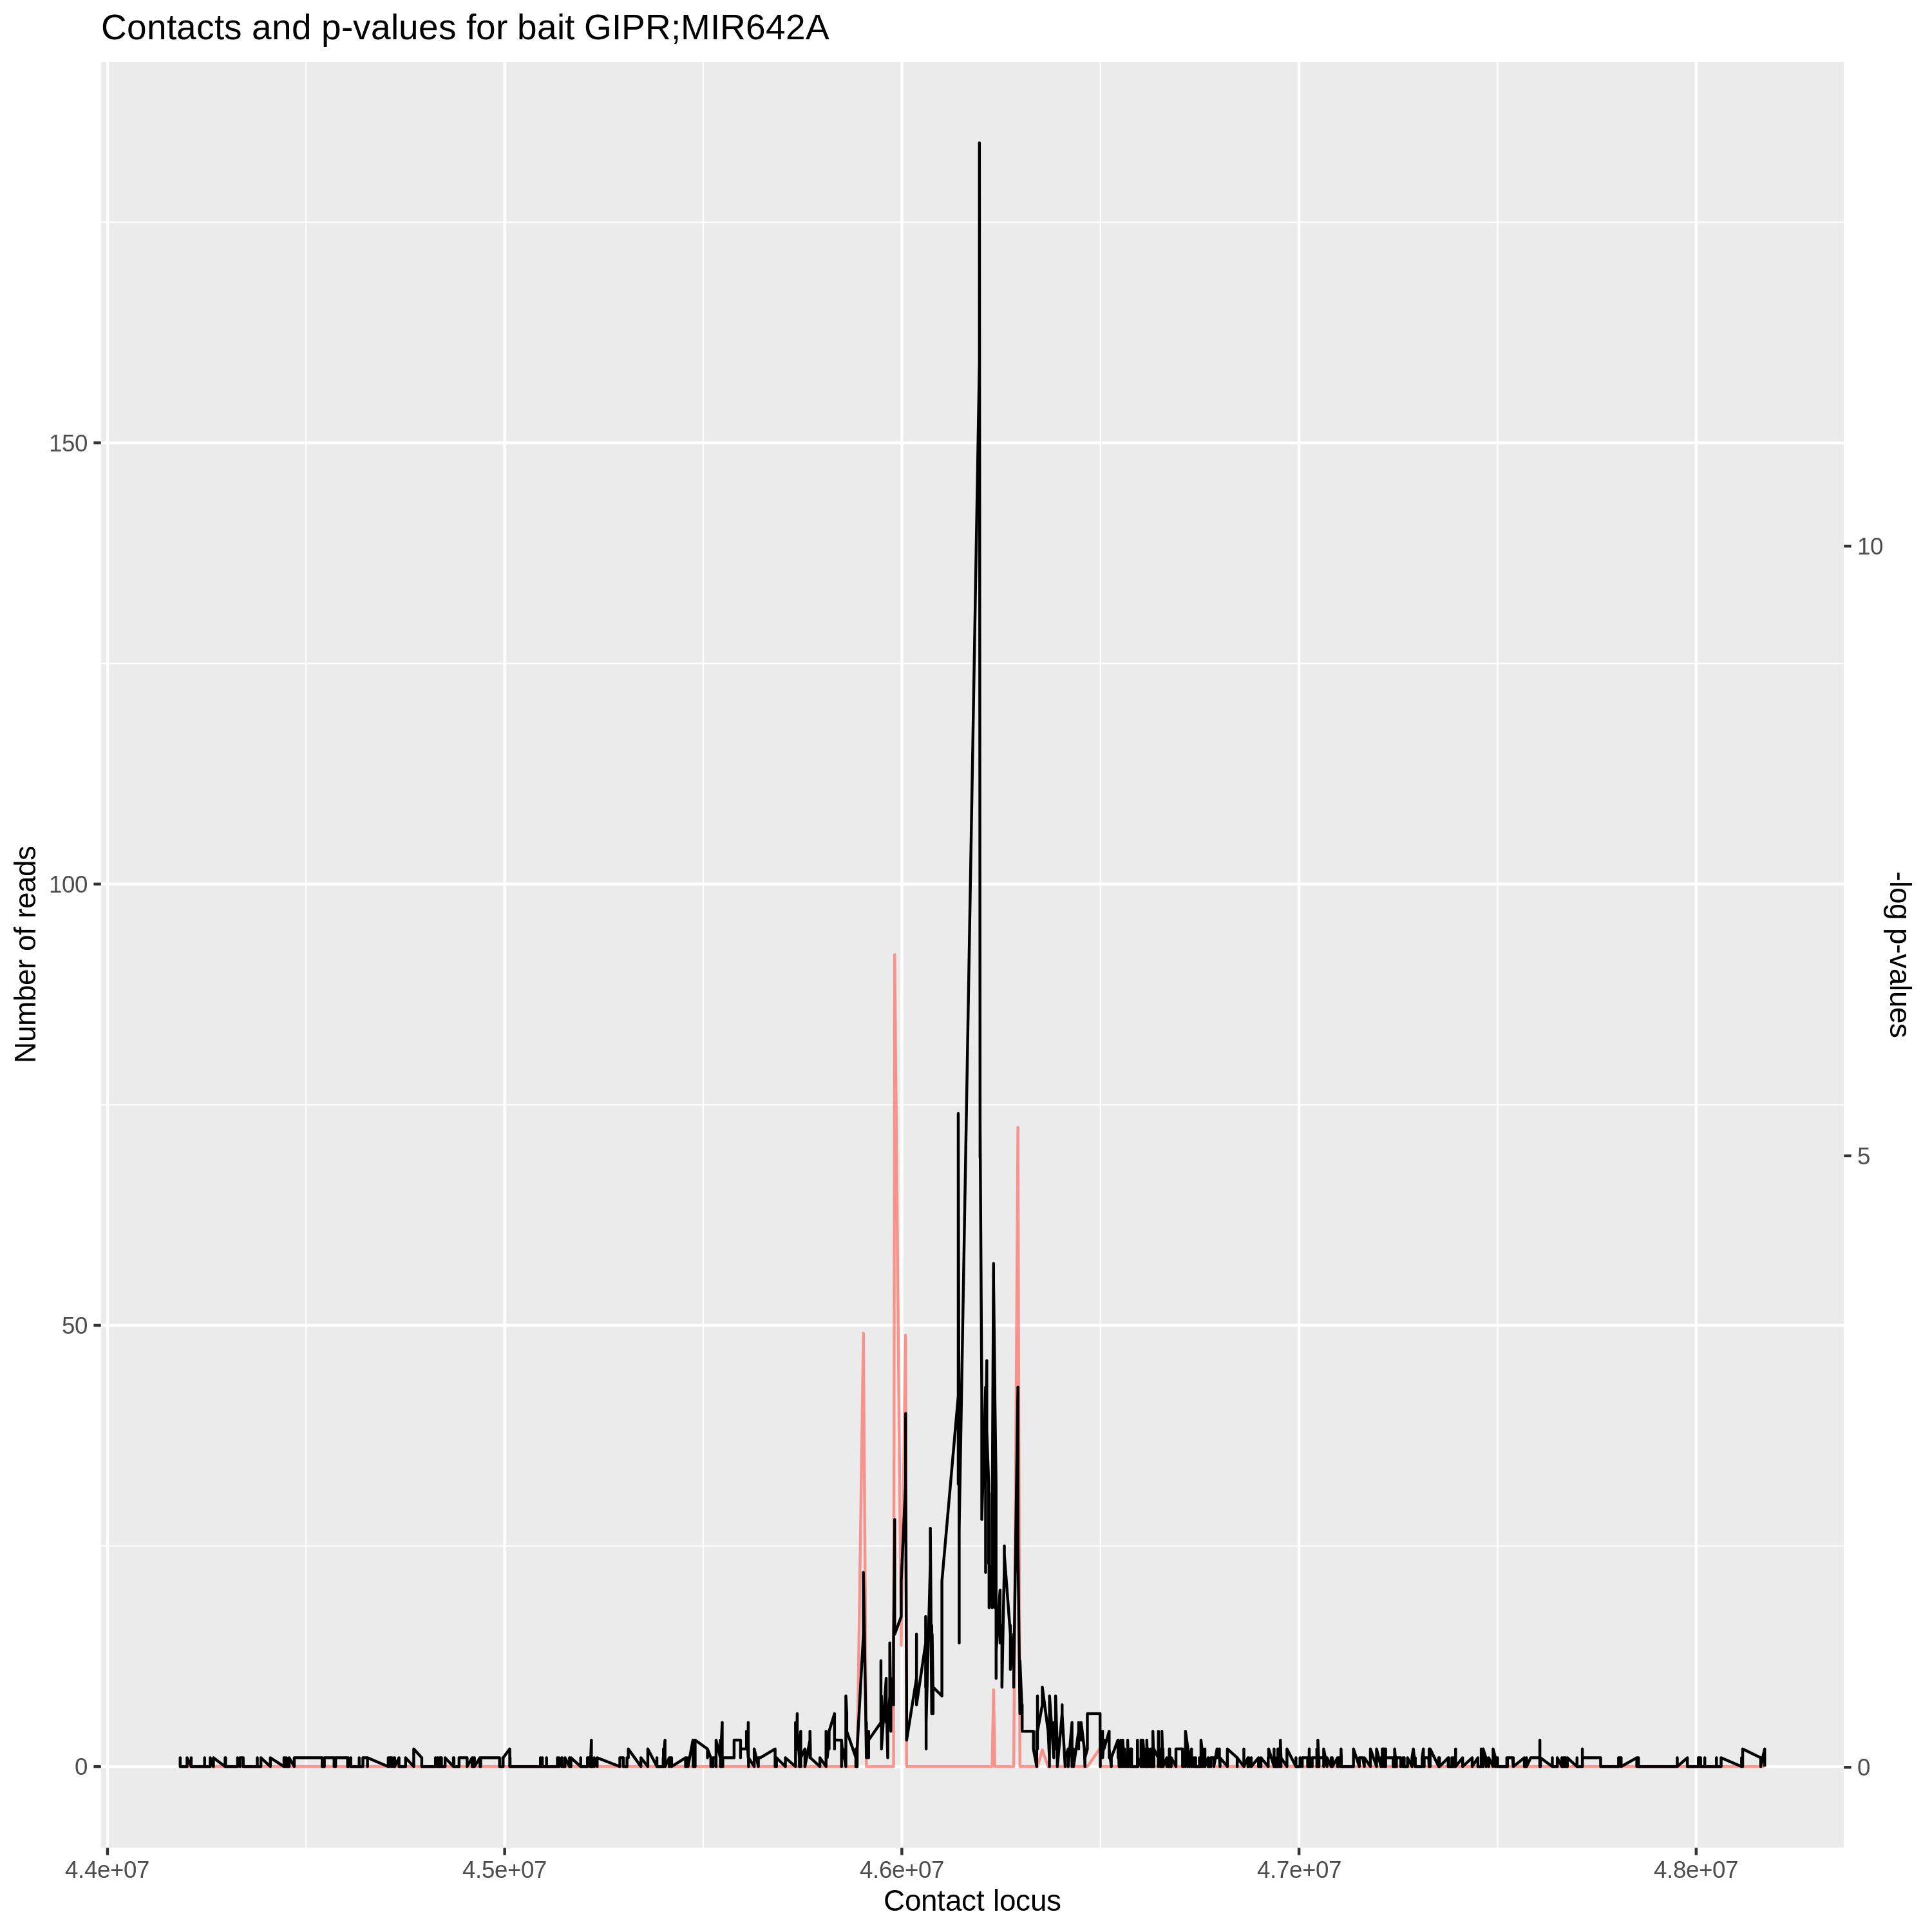 Contacts and p-values for bait GIPR;MIR642A
150
100
50
0
Number of reads
10
5
0
-log p-values
4.4e+07
4.5e+07
4.6e+07
4.7e+07
4.8e+07
Contact locus